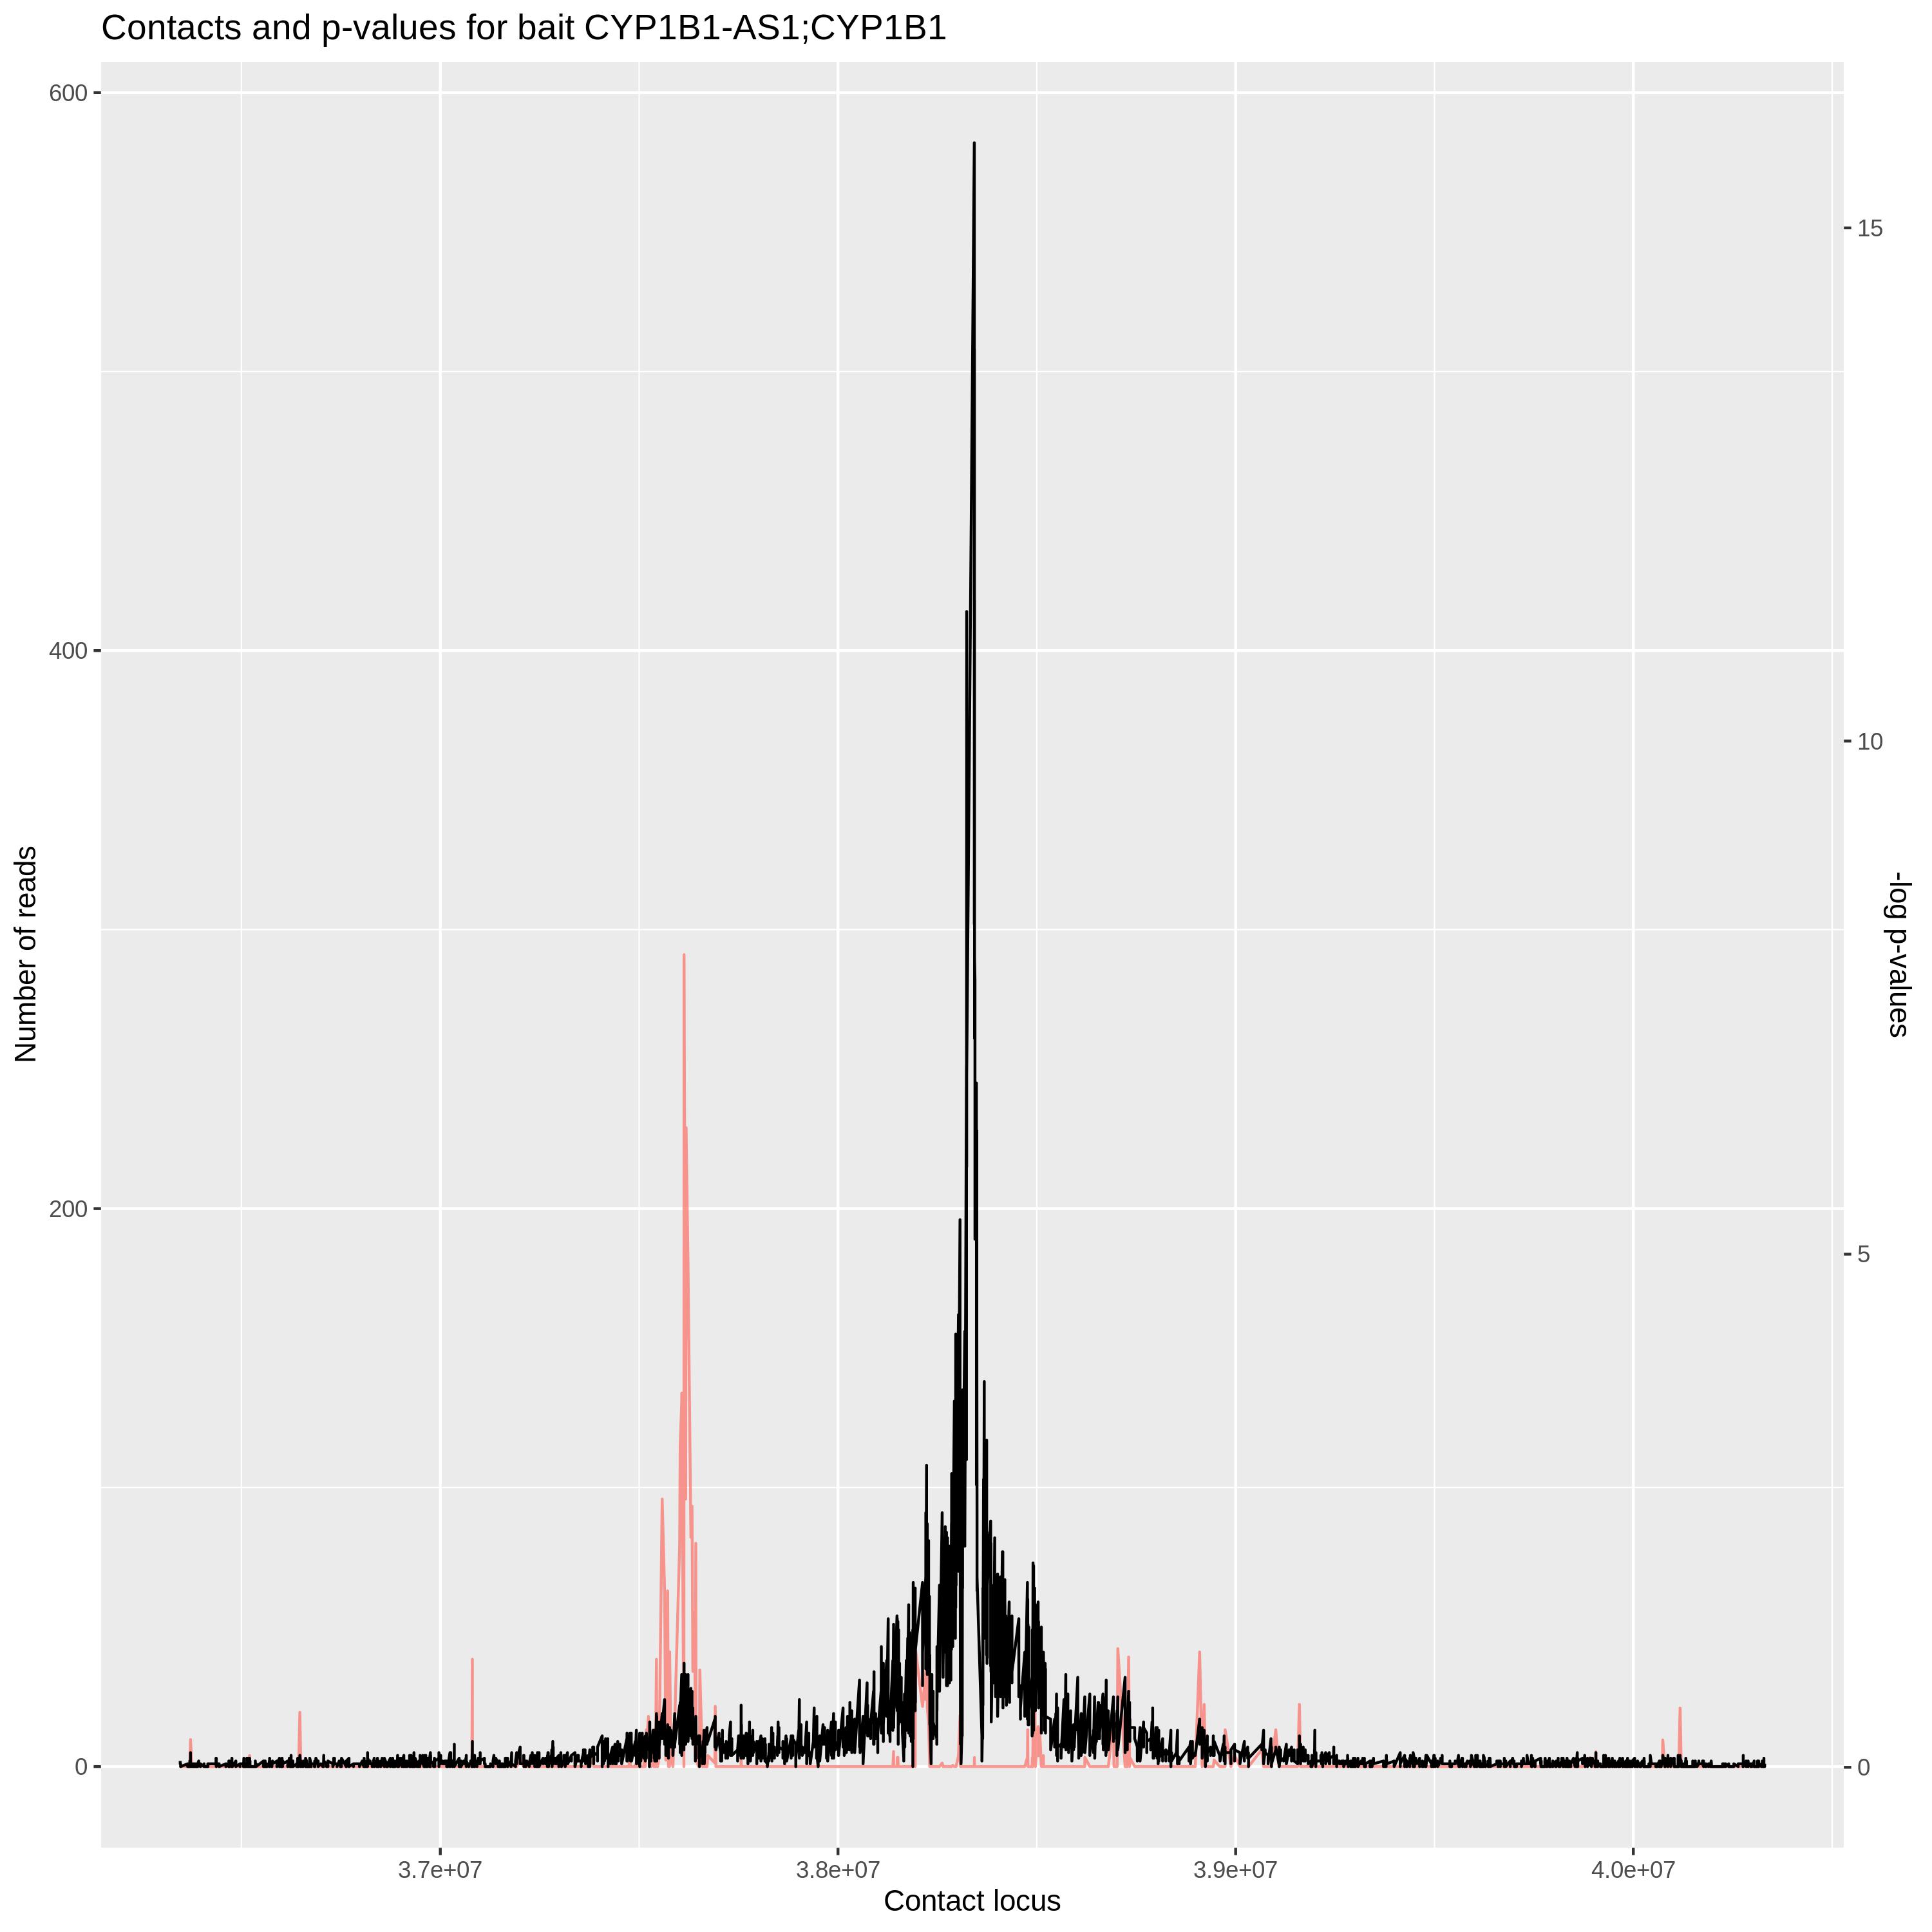 Contacts and p-values for bait CYP1B1-AS1;CYP1B1
600
400
200
0
Number of reads
15
10
5
0
-log p-values
3.7e+07
3.8e+07
3.9e+07
4.0e+07
Contact locus